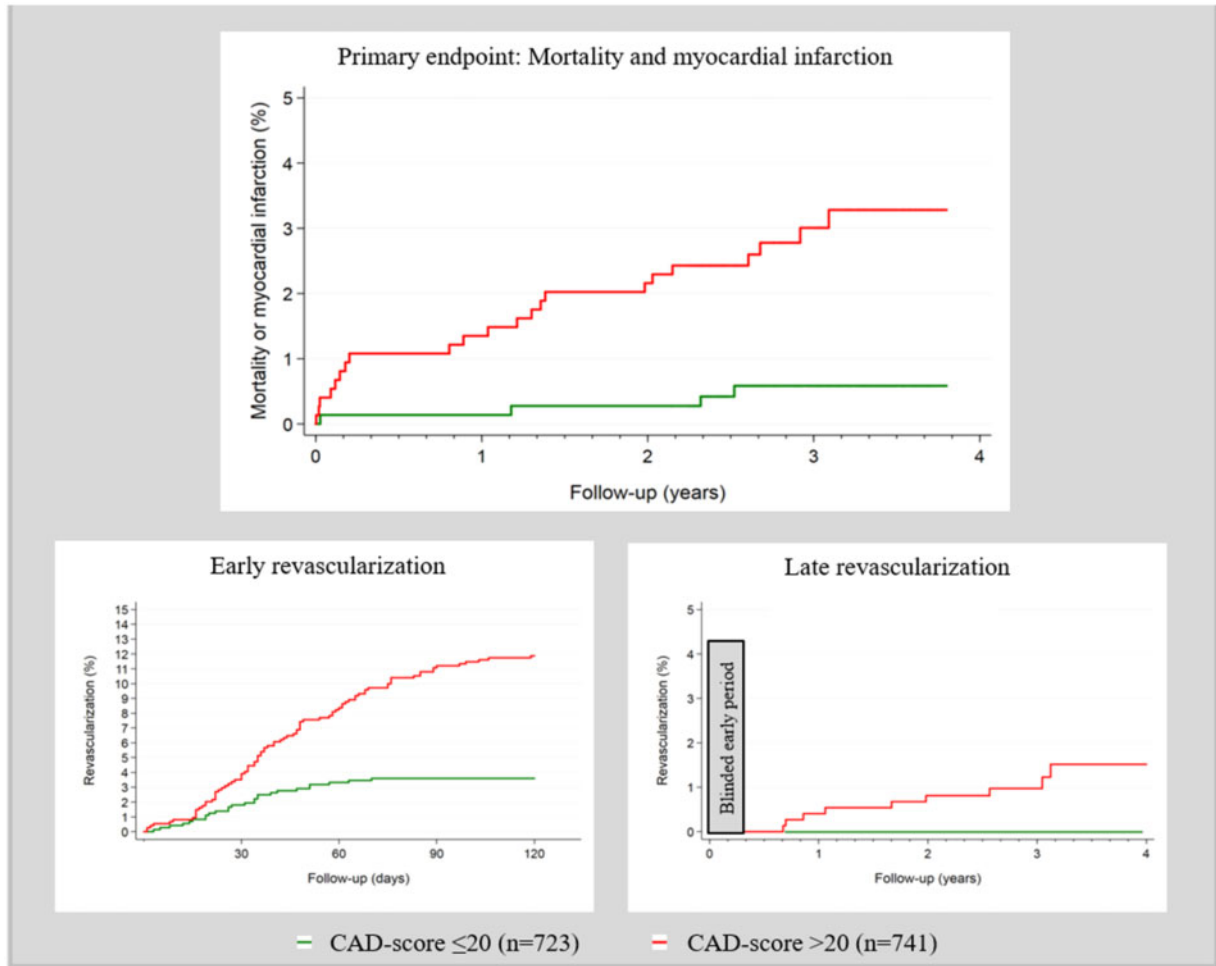 Primary endpoint: Mortality and myocardial infarction
Mortality or myocardial infarction (%)
5
4
3
2
1
0
0 1 2 3 4
Follow-up (years)
Early revascularization
Revascularization (%)
15
14
13
12
11
10
9
8
7
6
5
4
3
2
1
0
30 60 90 120
Follow-up (days)
Late revascularization
Revascularization (%)
5
4
3
2
1
0
Blinded early period
0 1 2 3 4
Follow-up (years)
CAD-score ≤20 (n=723) CAD-score >20 (n=741)